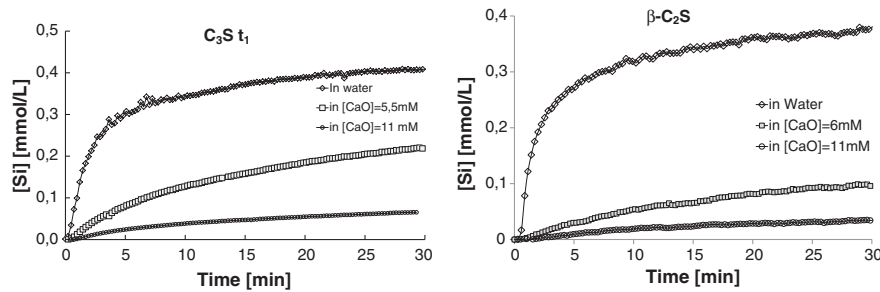 C₃S t₁
0,5
0,4
0,3
0,2
0,1
0,0
[Si] [mmol/L]
In water
in [CaO]=5,5mM
in [CaO]=11 mM
0
5
10
15
20
25
30
Time [min]
β-C₂S
0,4
0,3
0,2
0,1
0
[Si] [mmol/L]
in Water
in [CaO]=6mM
in [CaO]=11mM
0
5
10
15
20
25
30
Time [min]